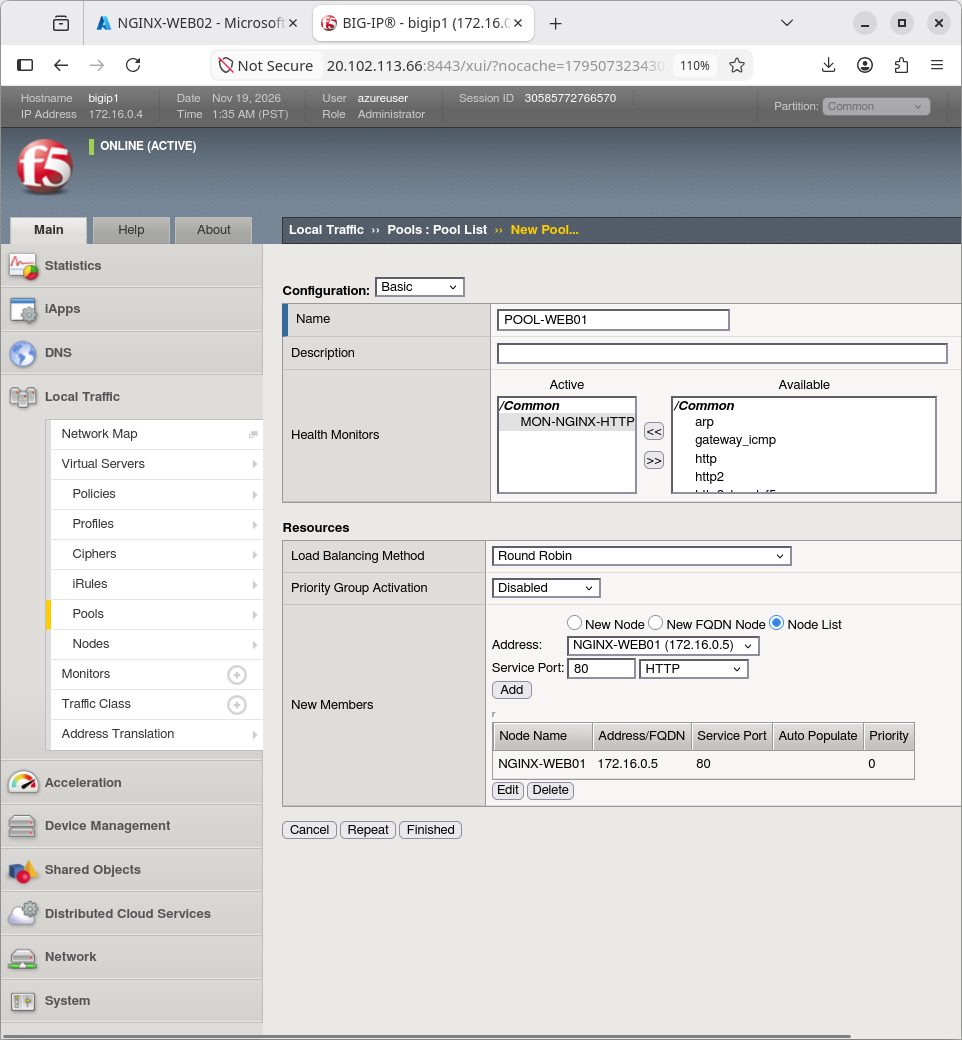 NGINX-WEB02 - Microsoft
BIG-IP® - bigip1 (172.16.0
Not Secure
20.102.113.66:8443/xui/?nocache=1795073234430
110%
Hostname bigip1
IP Address 172.16.0.4
Date Nov 19, 2026
Time 1:35 AM (PST)
User azureuser
Role Administrator
Session ID 30585772766570
Partition: Common
f5
ONLINE (ACTIVE)
Main
Help
About
Local Traffic ›› Pools : Pool List ›› New Pool...
Statistics
iApps
DNS
Local Traffic
Network Map
Virtual Servers
Policies
Profiles
Ciphers
iRules
Pools
Nodes
Monitors
Traffic Class
Address Translation
Acceleration
Device Management
Shared Objects
Distributed Cloud Services
Network
System
Configuration: Basic
Name POOL-WEB01
Description
Health Monitors
Active
/Common
MON-NGINX-HTTP
<<
>>
Available
/Common
arp
gateway_icmp
http
http2
Resources
Load Balancing Method Round Robin
Priority Group Activation Disabled
New Members
New Node New FQDN Node Node List
Address: NGINX-WEB01 (172.16.0.5)
Service Port: 80 HTTP
Add
Node Name Address/FQDN Service Port Auto Populate Priority
NGINX-WEB01 172.16.0.5 80 0
Edit Delete
Cancel Repeat Finished